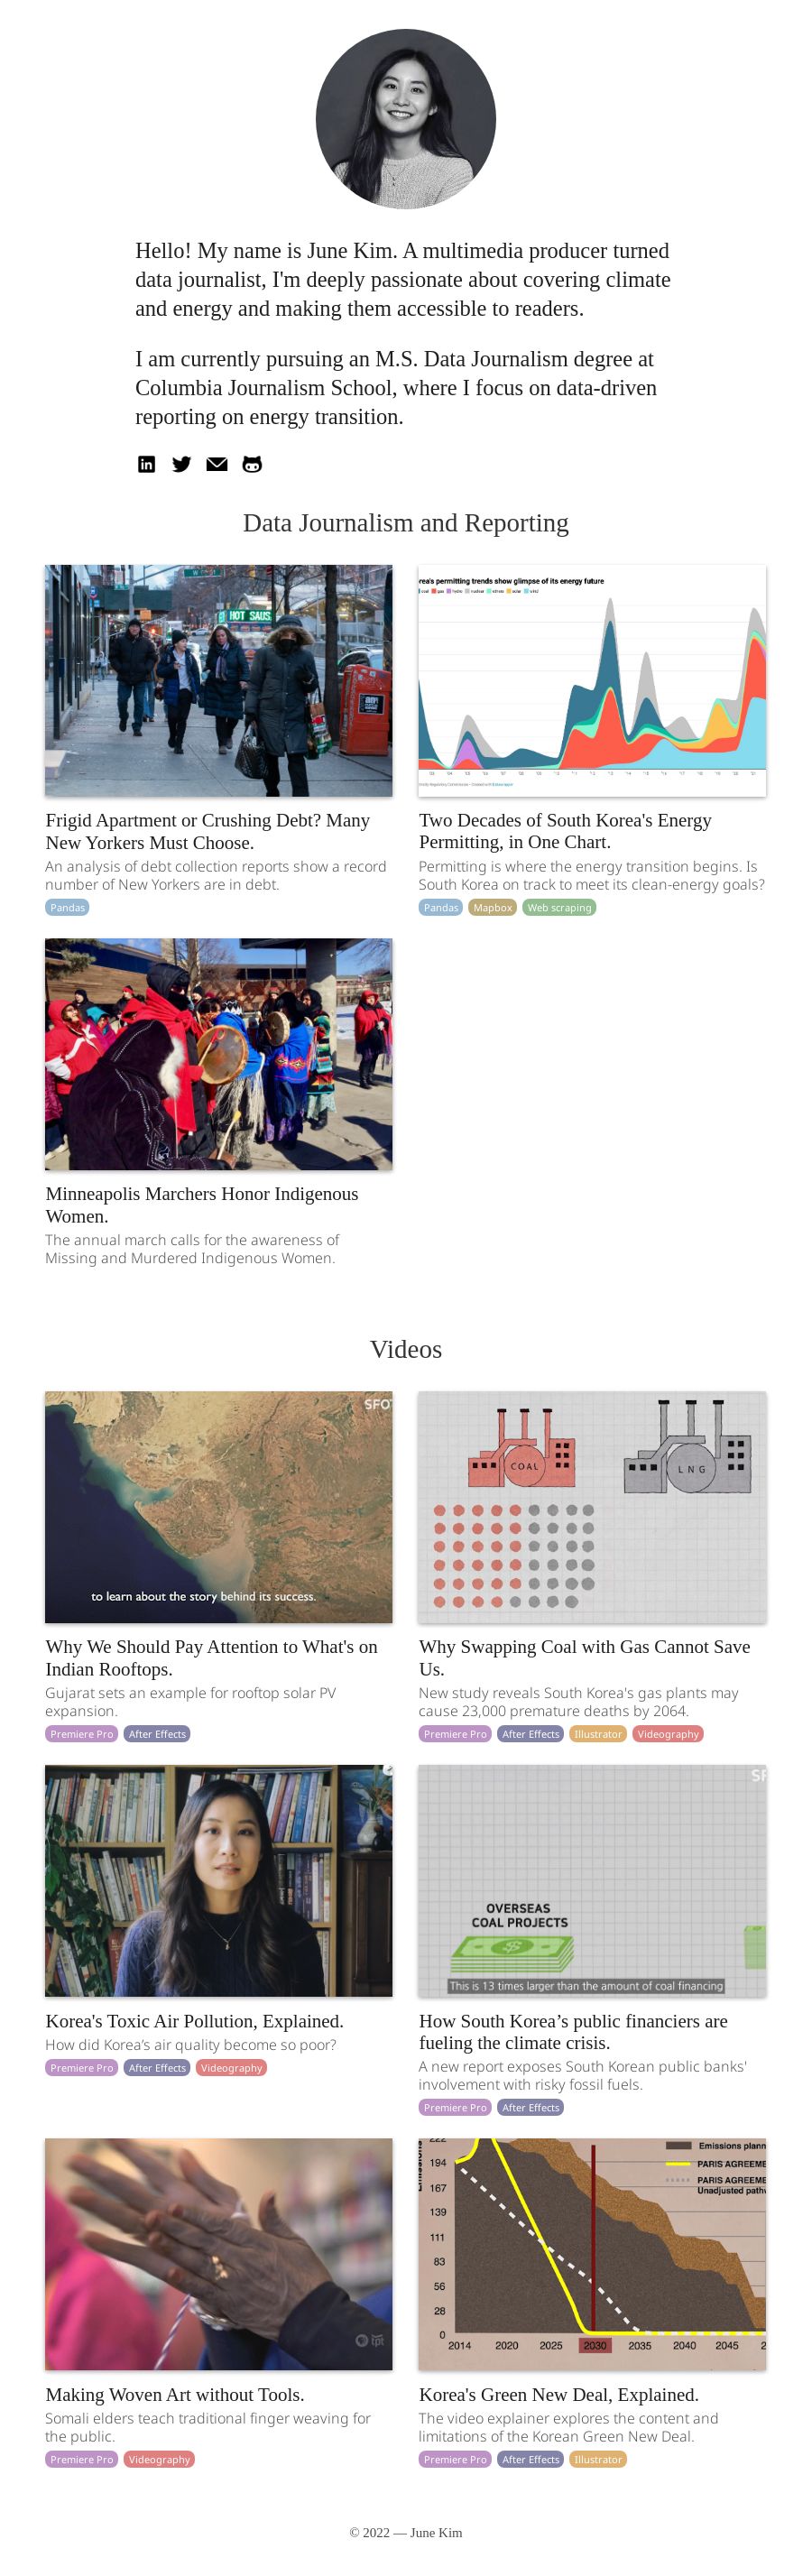 Hello! My name is June Kim. A multimedia producer turned
data journalist, I'm deeply passionate about covering climate
and energy and making them accessible to readers.
I am currently pursuing an M.S. Data Journalism degree at
Columbia Journalism School, where I focus on data-driven
reporting on energy transition.
in
Data Journalism and Reporting
HOT SAUS
rea's permitting trends show glimpse of its energy future
coal gas hydro nuclear others solar wind
Frigid Apartment or Crushing Debt? Many
New Yorkers Must Choose.
An analysis of debt collection reports show a record
number of New Yorkers are in debt.
Pandas
Two Decades of South Korea's Energy
Permitting, in One Chart.
Permitting is where the energy transition begins. Is
South Korea on track to meet its clean-energy goals?
Pandas Mapbox Web scraping
Minneapolis Marchers Honor Indigenous
Women.
The annual march calls for the awareness of
Missing and Murdered Indigenous Women.
Videos
SFO
to learn about the story behind its success.
COAL
LNG
Why We Should Pay Attention to What's on
Indian Rooftops.
Gujarat sets an example for rooftop solar PV
expansion.
Premiere Pro After Effects
Why Swapping Coal with Gas Cannot Save
Us.
New study reveals South Korea's gas plants may
cause 23,000 premature deaths by 2064.
Premiere Pro After Effects Illustrator Videography
SF
OVERSEAS
COAL PROJECTS
$
This is 13 times larger than the amount of coal financing
Korea's Toxic Air Pollution, Explained.
How did Korea’s air quality become so poor?
Premiere Pro After Effects Videography
How South Korea’s public financiers are
fueling the climate crisis.
A new report exposes South Korean public banks'
involvement with risky fossil fuels.
Premiere Pro After Effects
tpt
Emissions plann
PARIS AGREEME
PARIS AGREEME
Unadjusted pathw
Emissions
222
194
167
139
111
83
56
28
0
2014 2020 2025 2030 2035 2040 2045 2
Making Woven Art without Tools.
Somali elders teach traditional finger weaving for
the public.
Premiere Pro Videography
Korea's Green New Deal, Explained.
The video explainer explores the content and
limitations of the Korean Green New Deal.
Premiere Pro After Effects Illustrator
© 2022 — June Kim